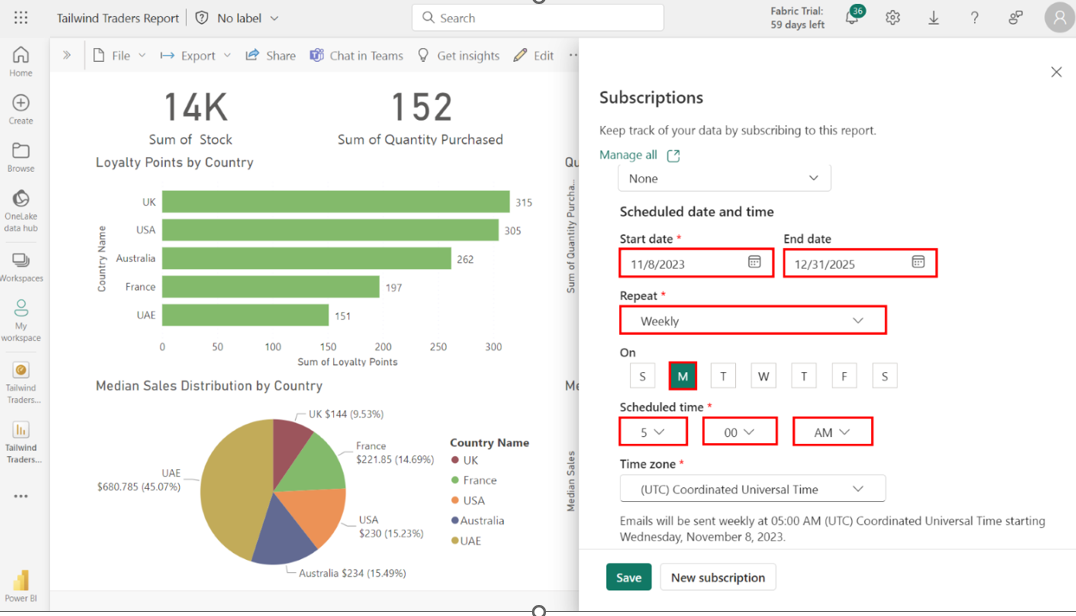 Tailwind Traders Report
No label
Search
Fabric Trial:
59 days left
36
?
Home
Create
Browse
OneLake
data hub
Workspaces
My
workspace
Tailwind
Traders...
Tailwind
Traders...
Power BI
File
Export
Share
Chat in Teams
Get insights
Edit
14K
Sum of Stock
152
Sum of Quantity Purchased
Loyalty Points by Country
Country Name
UK
315
USA
305
Australia
262
France
197
UAE
151
0 50 100 150 200 250 300
Sum of Loyalty Points
Qu
Sum of Quantity Purcha...
Median Sales Distribution by Country
UK $144 (9.53%)
France
$221.85 (14.69%)
USA
$230 (15.23%)
Australia $234 (15.49%)
UAE
$680.785 (45.07%)
Country Name
UK
France
USA
Australia
UAE
Me
Median Sales
Subscriptions
Keep track of your data by subscribing to this report.
Manage all
None
Scheduled date and time
Start date *
End date
11/8/2023
12/31/2025
Repeat *
Weekly
On
S M T W T F S
Scheduled time *
5 00 AM
Time zone *
(UTC) Coordinated Universal Time
Emails will be sent weekly at 05:00 AM (UTC) Coordinated Universal Time starting
Wednesday, November 8, 2023.
Save
New subscription